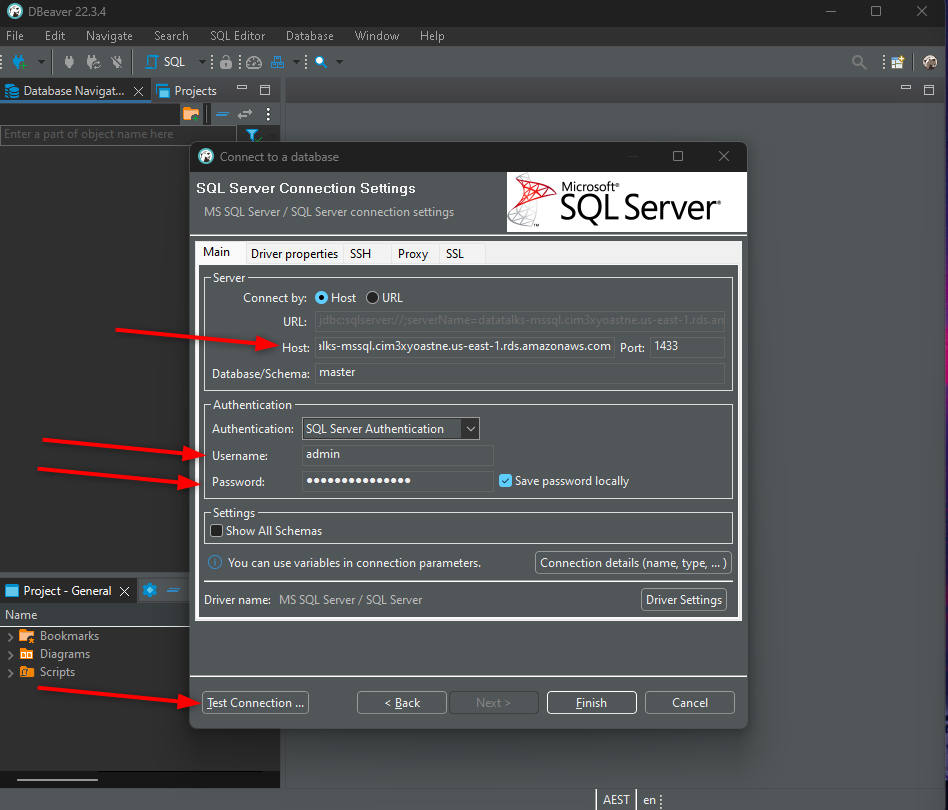 DBeaver 22.3.4
File Edit Navigate Search SQL Editor Database Window Help
SQL
Database Navigat... Projects
Enter a part of object name here
Connect to a database
SQL Server Connection Settings
MS SQL Server / SQL Server connection settings
Microsoft®
SQL Server®
Main Driver properties SSH Proxy SSL
Server
Connect by: Host URL
URL: jdbc:sqlserver://;serverName=datatalks-mssql.cim3xyoastne.us-east-1.rds.am
Host: alks-mssql.cim3xyoastne.us-east-1.rds.amazonaws.com Port: 1433
Database/Schema: master
Authentication
Authentication: SQL Server Authentication
Username: admin
Password: ●●●●●●●●●●●●●●● Save password locally
Settings
Show All Schemas
You can use variables in connection parameters. Connection details (name, type, ... )
Driver name: MS SQL Server / SQL Server Driver Settings
Project - General
Name
Bookmarks
Diagrams
Scripts
Test Connection ... < Back Next > Finish Cancel
AEST en